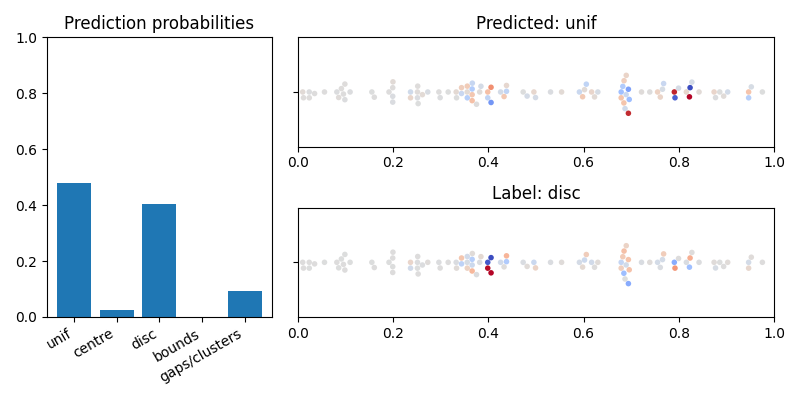 Prediction probabilities
1.0
0.8
0.6
0.4
0.2
0.0
unif
centre
disc
bounds
gaps/clusters
Predicted: unif
0.0 0.2 0.4 0.6 0.8 1.0
Label: disc
0.0 0.2 0.4 0.6 0.8 1.0